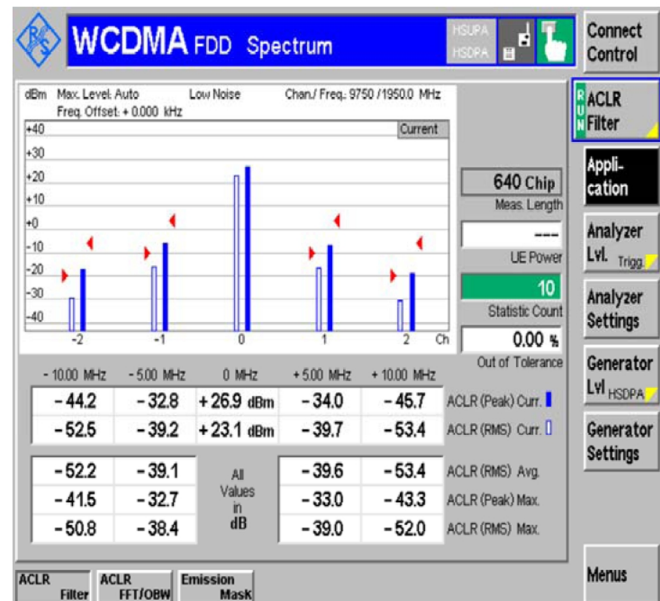 R&S
WCDMA FDD Spectrum
HSUPA
HSDPA
Connect
Control
dBm Max. Level: Auto Low Noise Chan./ Freq.: 9750 /1950.0 MHz
Freq. Offset: + 0.000 kHz
Current
+40
+30
+20
+10
+0
-10
-20
-30
-40
-2 -1 0 1 2 Ch
640 Chip
Meas. Length
---
UE Power
10
Statistic Count
0.00 %
Out of Tolerance
RUN
ACLR
Filter
Appli-
cation
Analyzer
Lvl. Trigg.
Analyzer
Settings
Generator
Lvl HSDPA
Generator
Settings
Menus
- 10.00 MHz - 5.00 MHz 0 MHz + 5.00 MHz + 10.00 MHz
- 44.2 - 32.8 + 26.9 dBm - 34.0 - 45.7 ACLR (Peak) Curr.
- 52.5 - 39.2 + 23.1 dBm - 39.7 - 53.4 ACLR (RMS) Curr.
- 52.2 - 39.1 - 39.6 - 53.4 ACLR (RMS) Avg.
- 41.5 - 32.7 - 33.0 - 43.3 ACLR (Peak) Max.
- 50.8 - 38.4 - 39.0 - 52.0 ACLR (RMS) Max.
All
Values
in
dB
ACLR
Filter
ACLR
FFT/OBW
Emission
Mask